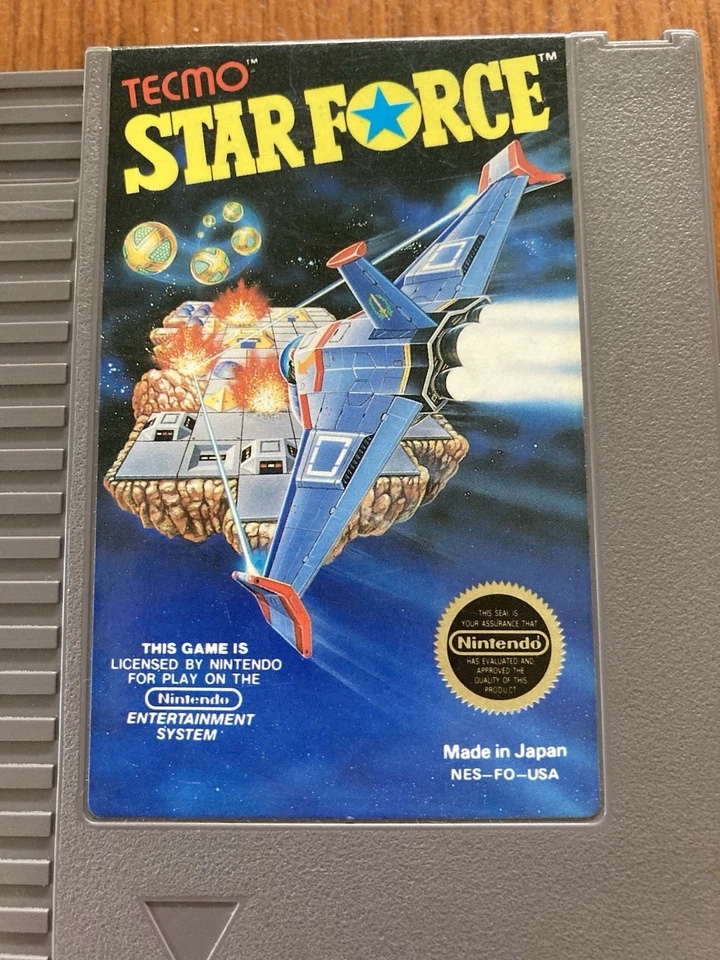 TECMO™
STAR FORCE™
THIS GAME IS
LICENSED BY NINTENDO
FOR PLAY ON THE
Nintendo
ENTERTAINMENT
SYSTEM
THIS SEAL IS
YOUR ASSURANCE THAT
Nintendo
HAS EVALUATED AND
APPROVED THE
QUALITY OF THIS
PRODUCT
Made in Japan
NES-FO-USA